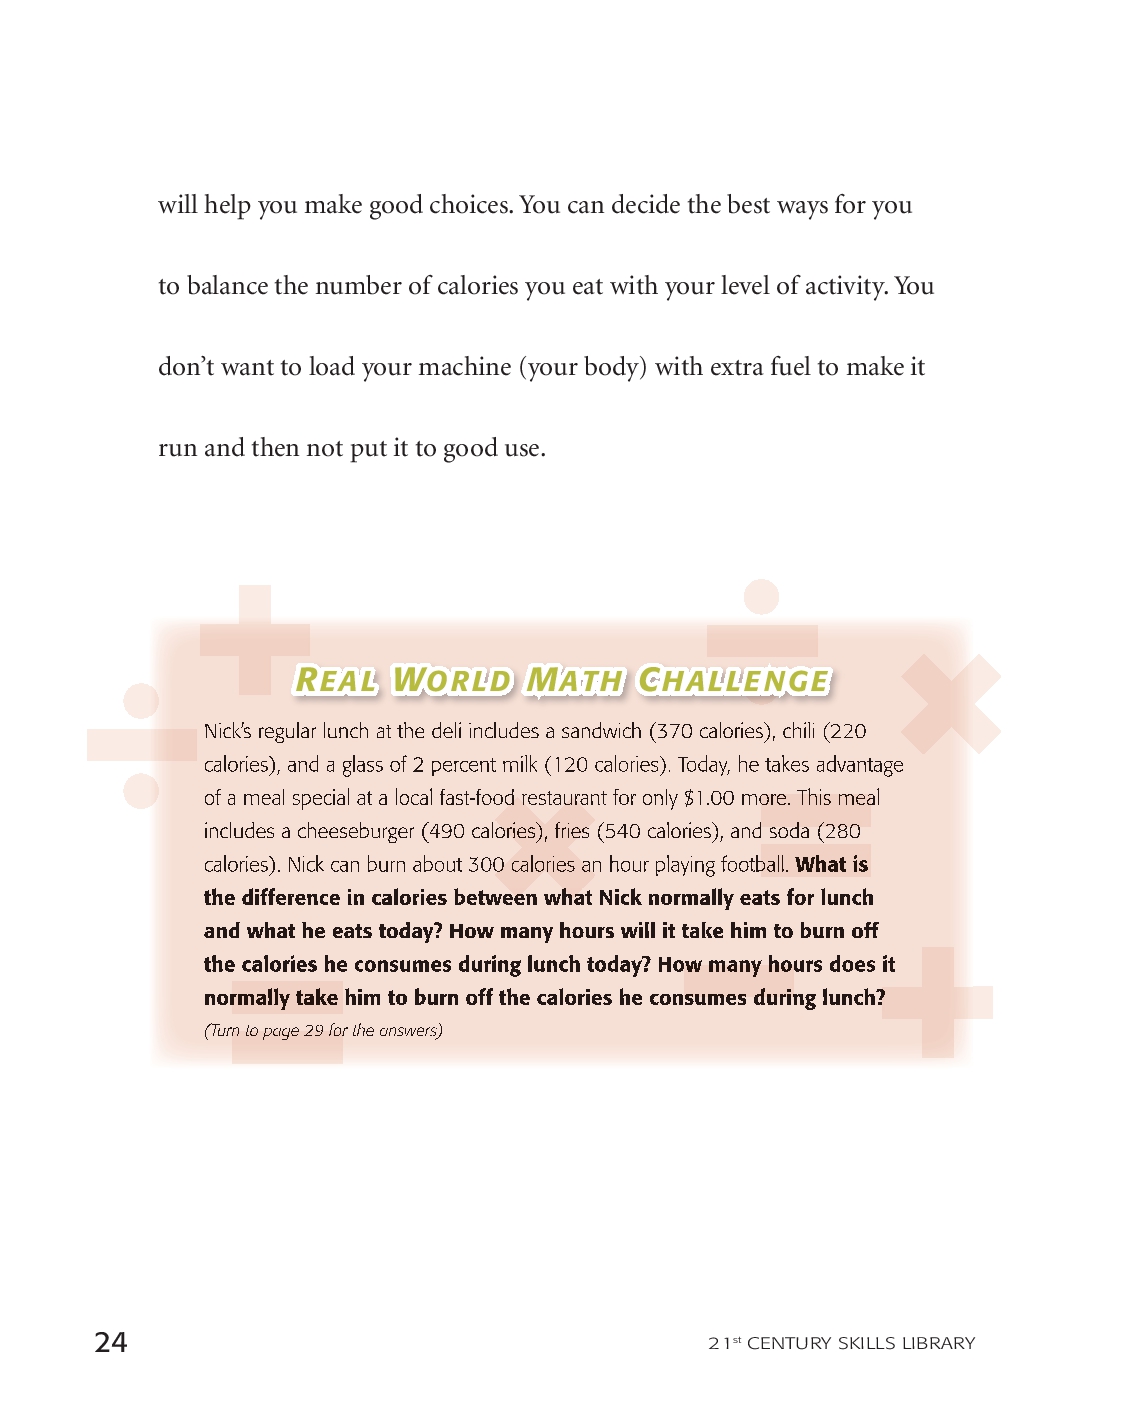 will help you make good choices. You can decide the best ways for you
to balance the number of calories you eat with your level of activity. You
don’t want to load your machine (your body) with extra fuel to make it
run and then not put it to good use.
REAL WORLD MATH CHALLENGE
Nick’s regular lunch at the deli includes a sandwich (370 calories), chili (220
calories), and a glass of 2 percent milk (120 calories). Today, he takes advantage
of a meal special at a local fast-food restaurant for only $1.00 more. This meal
includes a cheeseburger (490 calories), fries (540 calories), and soda (280
calories). Nick can burn about 300 calories an hour playing football. What is
the difference in calories between what Nick normally eats for lunch
and what he eats today? How many hours will it take him to burn off
the calories he consumes during lunch today? How many hours does it
normally take him to burn off the calories he consumes during lunch?
(Turn to page 29 for the answers)
24
21st CENTURY SKILLS LIBRARY